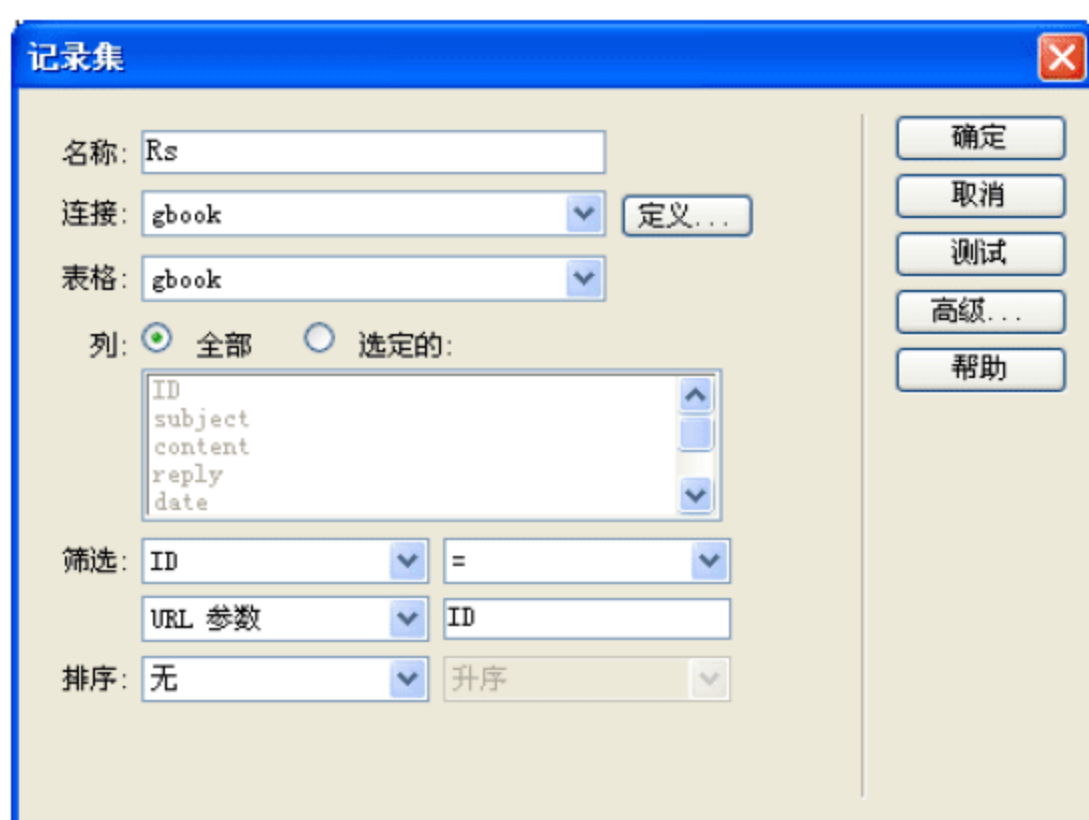 记录集
名称: Rs
确定
连接: gbook 定义...
取消
表格: gbook
测试
列: 全部 选定的:
高级...
帮助
ID
subject
content
reply
date
筛选: ID =
URL 参数 ID
排序: 无 升序